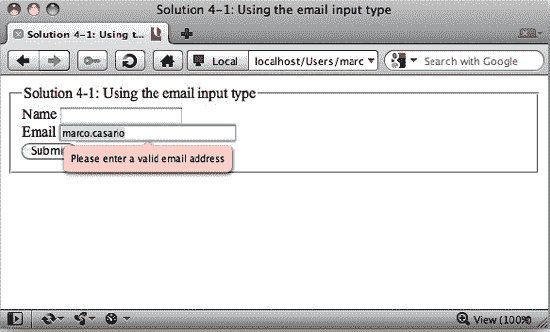 Solution 4-1: Using the email input type
Solution 4-1: Using t...
Local
localhost/Users/marc
Search with Google
Solution 4-1: Using the email input type
Name
Email marco.casario
Submi
Please enter a valid email address
View (100%)